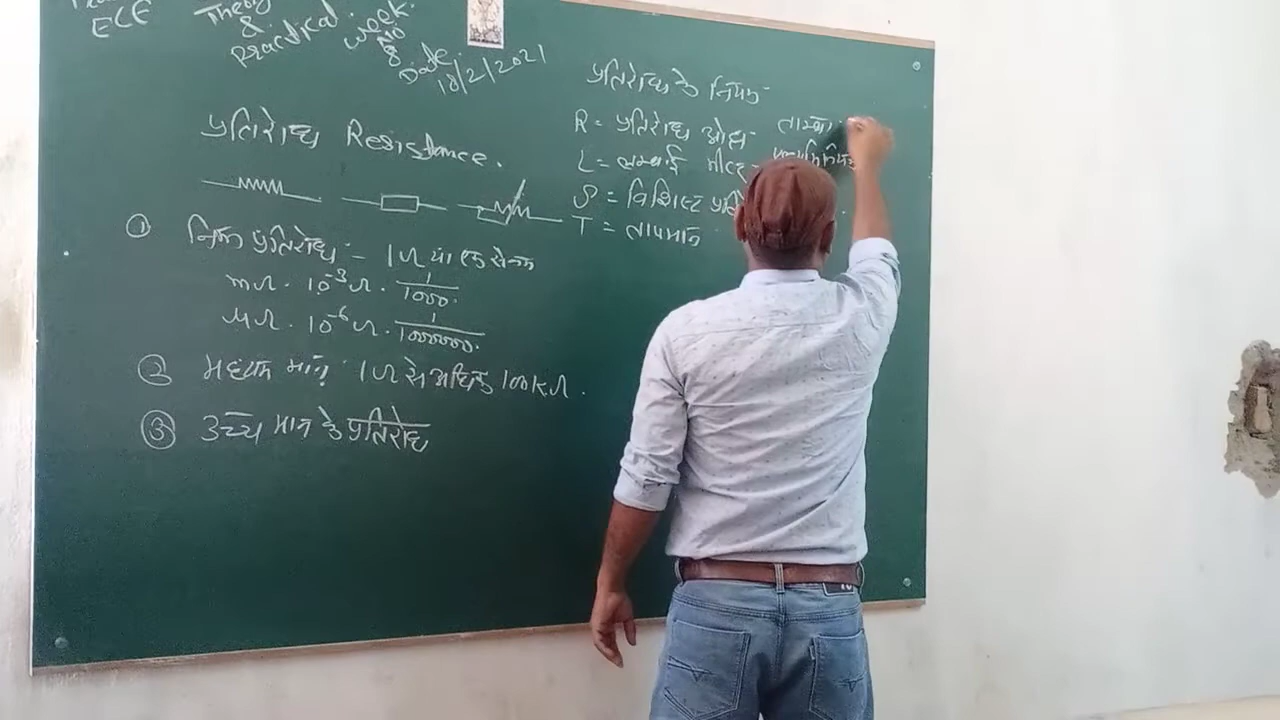 ECE
Theory
&
Practical.
week.
No
8
Date.
18/2/2021
प्रतिरोध Resistance.
① निम्न प्रतिरोध :- 1Ω या एक से कम
mΩ . 10⁻³Ω . 1/1000.
μΩ . 10⁻⁶Ω . 1/1000000.
② मध्यम मान : 1Ω से अधिक 100KΩ .
③ उच्च मान के प्रतिरोध
प्रतिरोध के नियम -
R = प्रतिरोध ओम - ताम्बा
L = लम्बाई मीटर -
ρ = विशिष्ट
T = तापमान